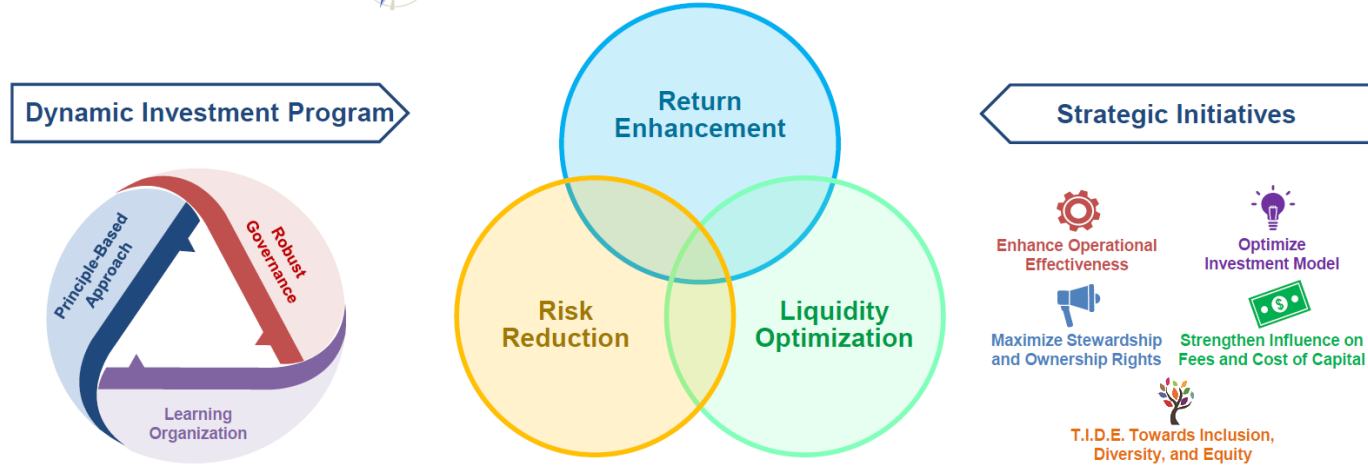 Dynamic Investment Program
Principle-Based
Approach
Robust
Governance
Learning
Organization
Return
Enhancement
Risk
Reduction
Liquidity
Optimization
Strategic Initiatives
Enhance Operational
Effectiveness
Optimize
Investment Model
Maximize Stewardship
and Ownership Rights
Strengthen Influence on
Fees and Cost of Capital
T.I.D.E. Towards Inclusion,
Diversity, and Equity